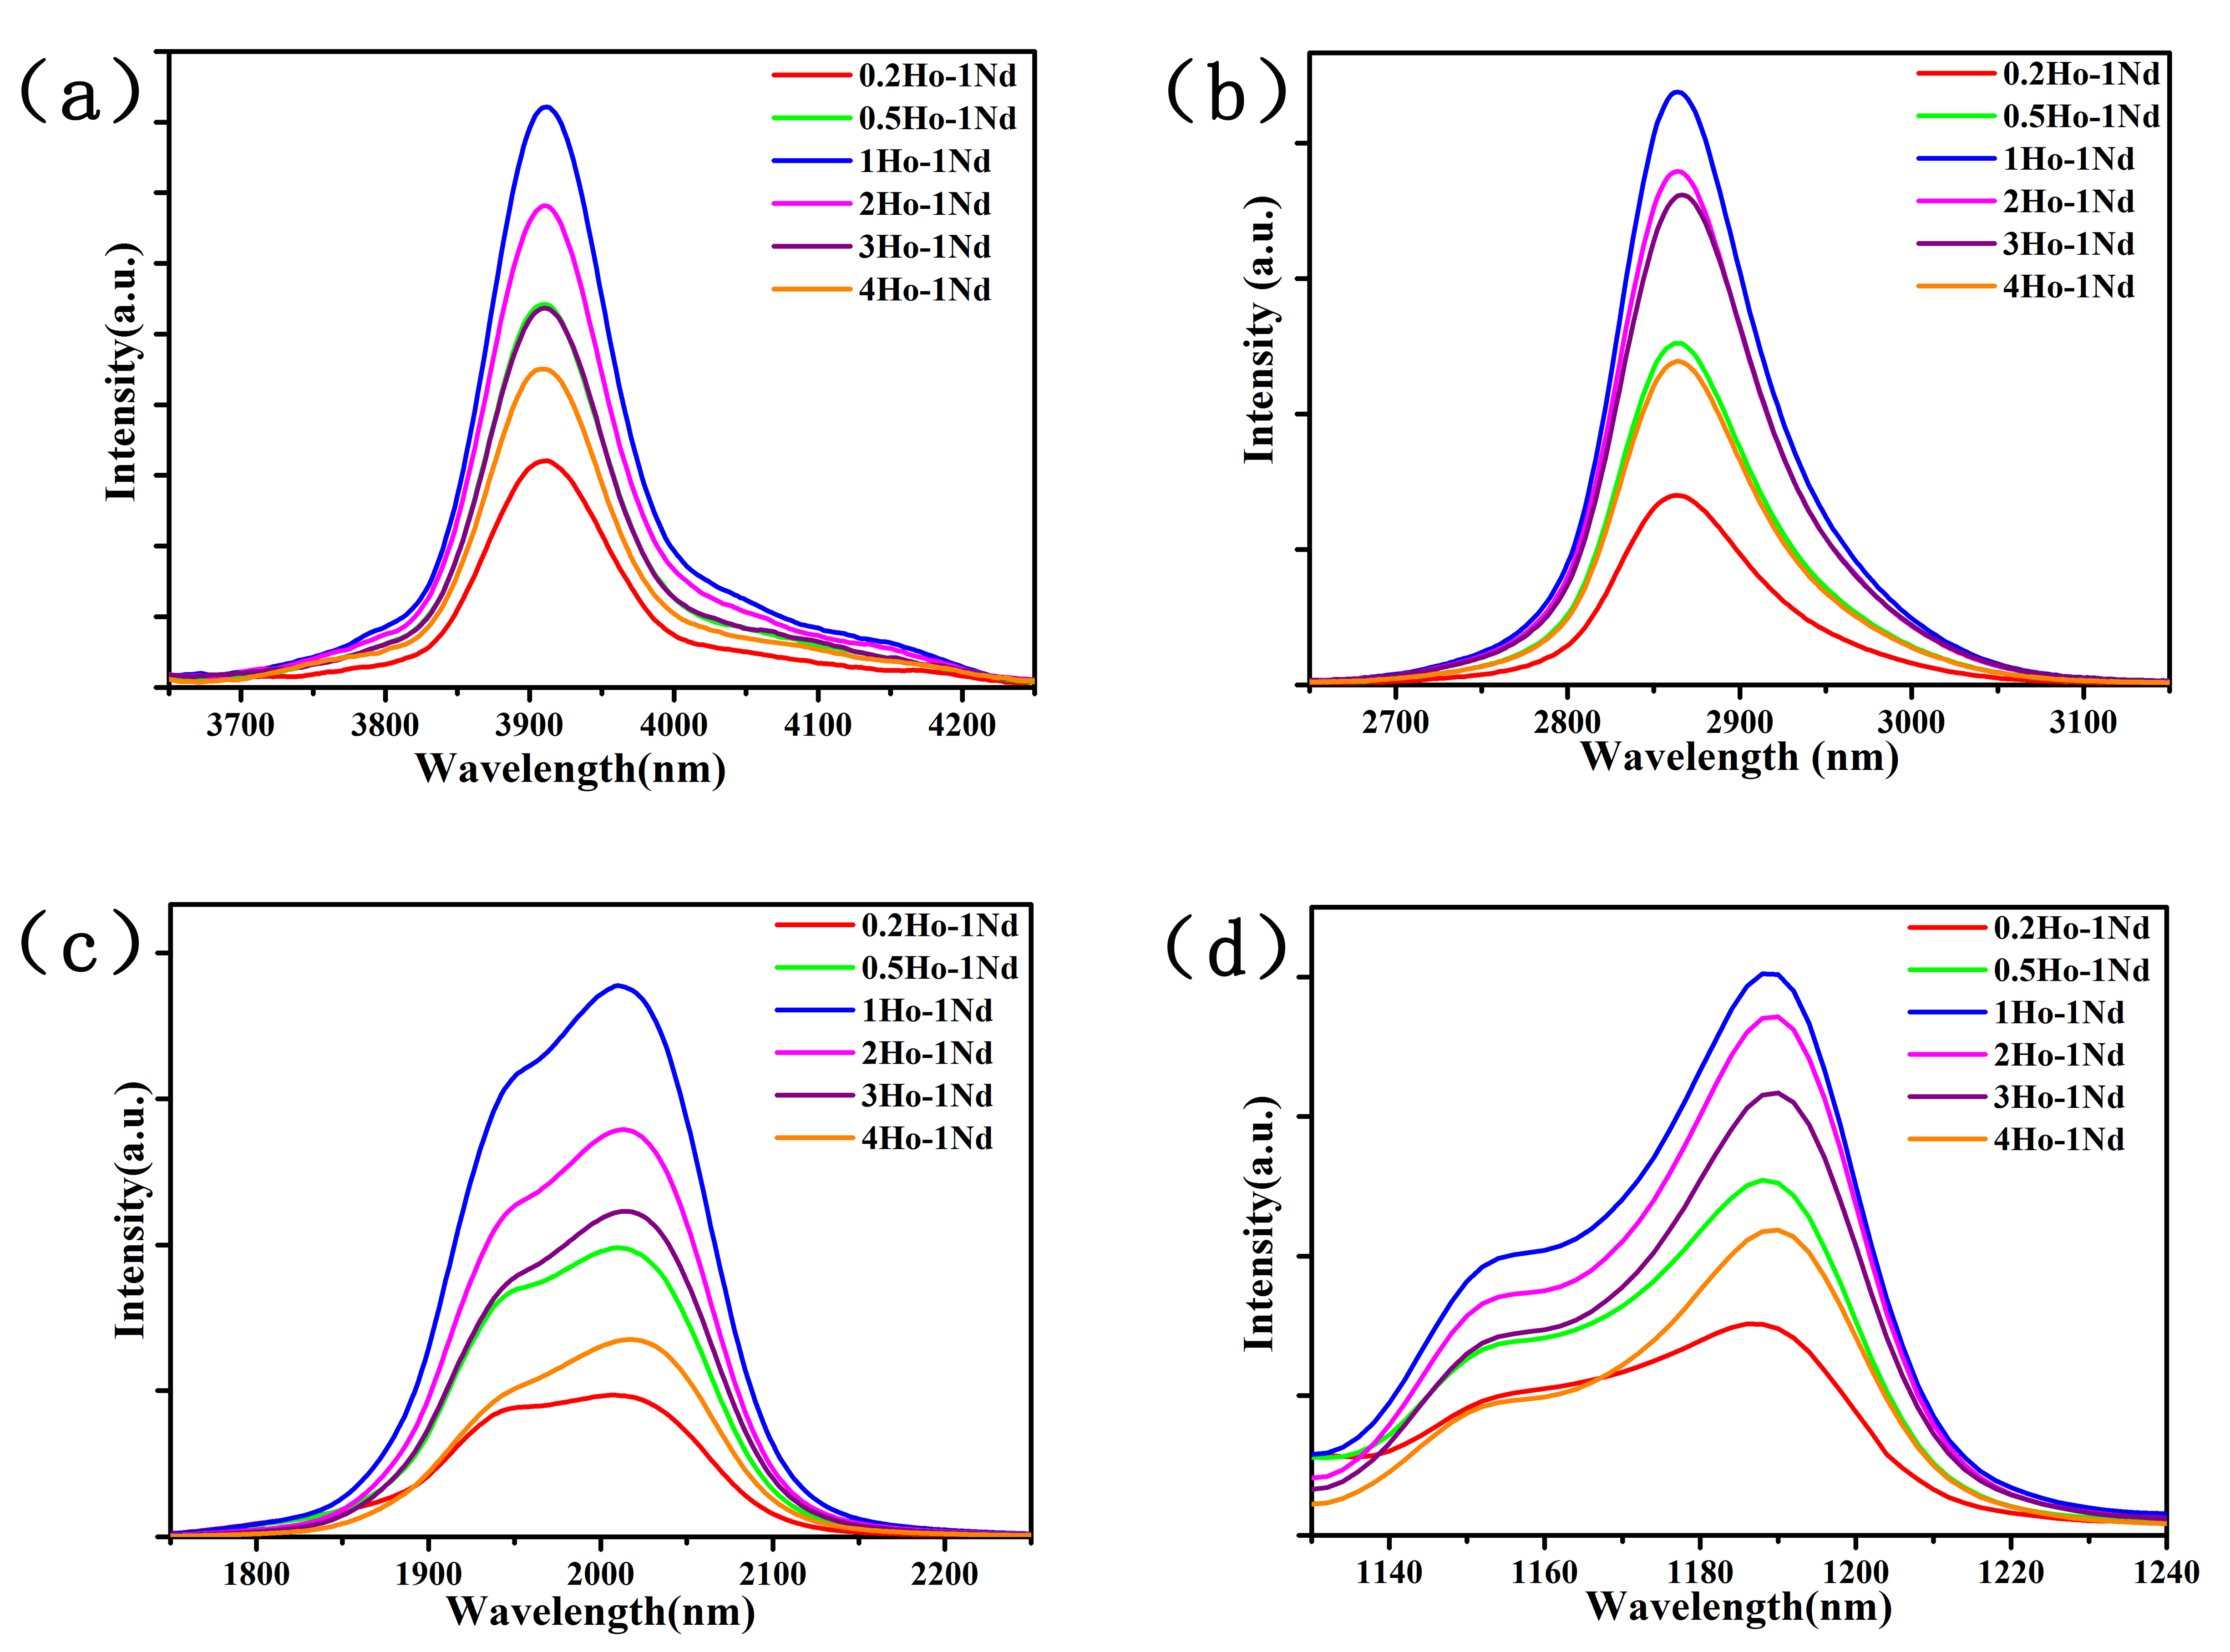 (a)
0.2Ho-1Nd
0.5Ho-1Nd
1Ho-1Nd
2Ho-1Nd
3Ho-1Nd
4Ho-1Nd
Intensity(a.u.)
3700 3800 3900 4000 4100 4200
Wavelength(nm)
(b)
0.2Ho-1Nd
0.5Ho-1Nd
1Ho-1Nd
2Ho-1Nd
3Ho-1Nd
4Ho-1Nd
Intensity (a.u.)
2700 2800 2900 3000 3100
Wavelength (nm)
(c)
0.2Ho-1Nd
0.5Ho-1Nd
1Ho-1Nd
2Ho-1Nd
3Ho-1Nd
4Ho-1Nd
Intensity(a.u.)
1800 1900 2000 2100 2200
Wavelength(nm)
(d)
0.2Ho-1Nd
0.5Ho-1Nd
1Ho-1Nd
2Ho-1Nd
3Ho-1Nd
4Ho-1Nd
Intensity(a.u.)
1140 1160 1180 1200 1220 1240
Wavelength(nm)